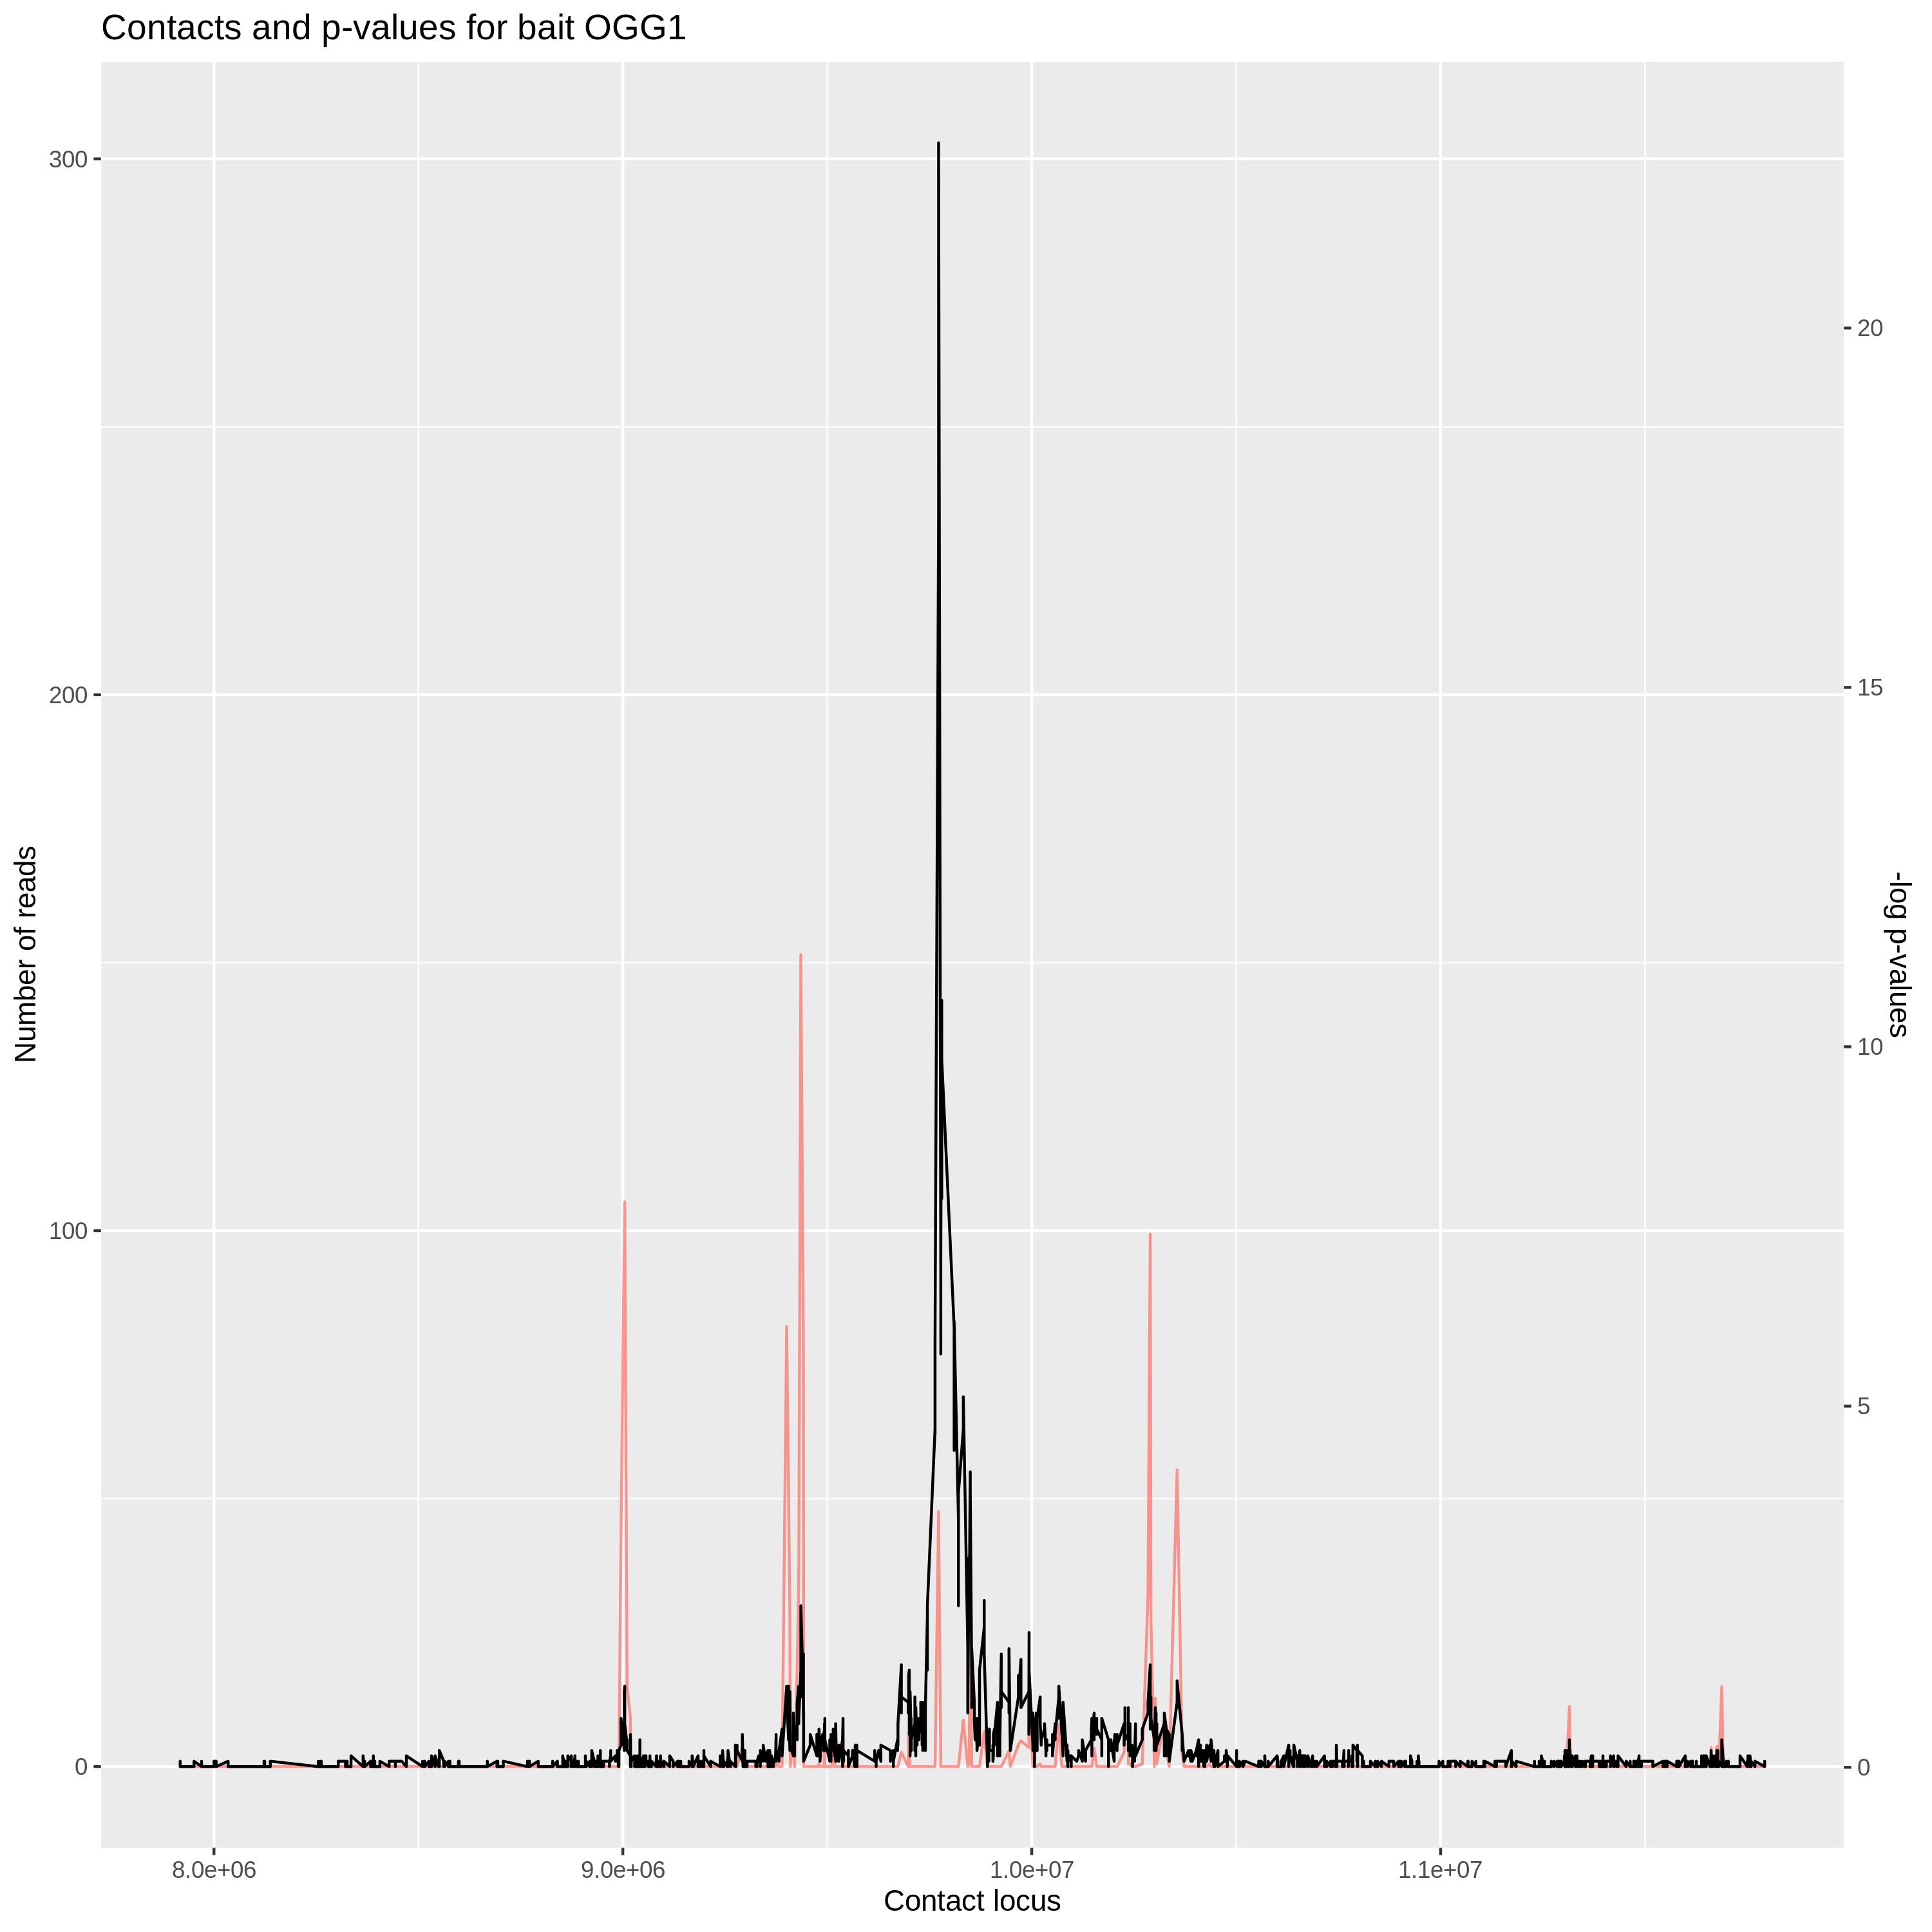 Contacts and p-values for bait OGG1
300
200
100
0
20
15
10
5
0
Number of reads
-log p-values
8.0e+06
9.0e+06
1.0e+07
1.1e+07
Contact locus